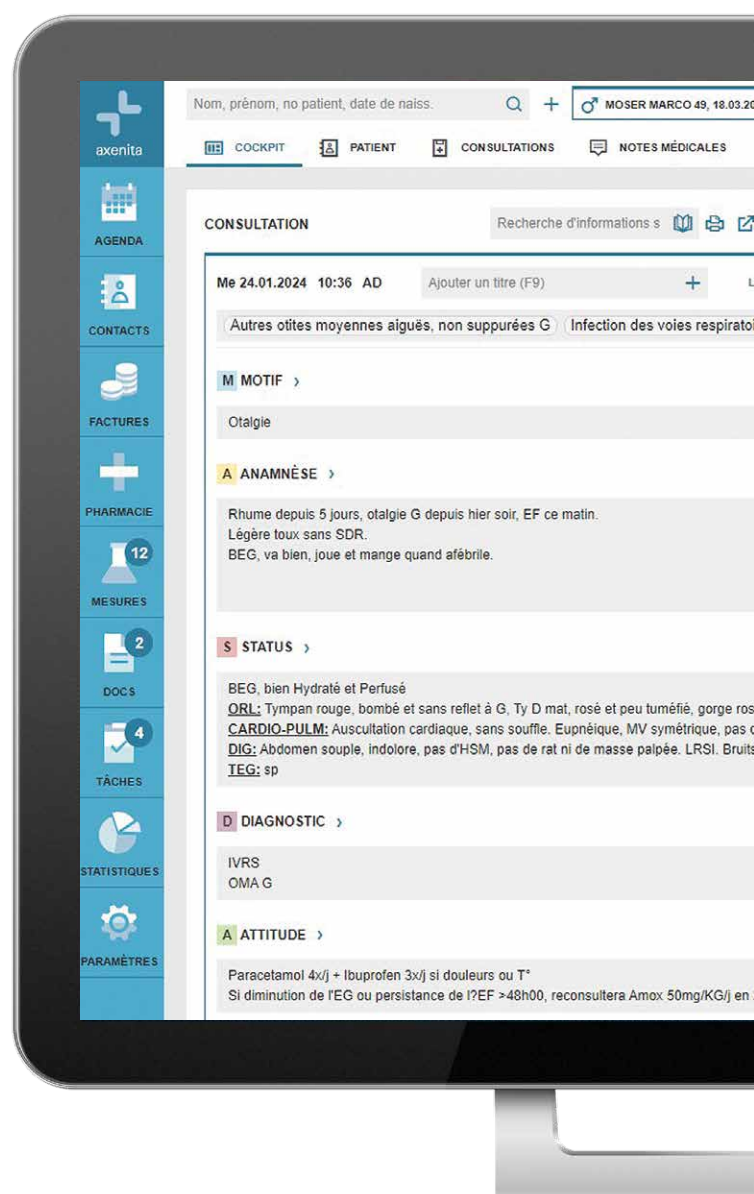 axenita
AGENDA
CONTACTS
FACTURES
PHARMACIE
12
MESURES
2
DOCS
4
TÂCHES
STATISTIQUES
PARAMÈTRES
Nom, prénom, no patient, date de naiss.
MOSER MARCO 49, 18.03.20
COCKPIT PATIENT CONSULTATIONS NOTES MÉDICALES
CONSULTATION
Recherche d'informations s
Me 24.01.2024 10:36 AD Ajouter un titre (F9) L
Autres otites moyennes aiguës, non suppurées G Infection des voies respiratoi
M MOTIF
Otalgie
A ANAMNÈSE
Rhume depuis 5 jours, otalgie G depuis hier soir, EF ce matin.
Légère toux sans SDR.
BEG, va bien, joue et mange quand afébrile.
S STATUS
BEG, bien Hydraté et Perfusé
ORL: Tympan rouge, bombé et sans reflet à G, Ty D mat, rosé et peu tuméfié, gorge ros
CARDIO-PULM: Auscultation cardiaque, sans souffle. Eupnéique, MV symétrique, pas
DIG: Abdomen souple, indolore, pas d'HSM, pas de rat ni de masse palpée. LRSI. Bruits
TEG: sp
D DIAGNOSTIC
IVRS
OMA G
A ATTITUDE
Paracetamol 4x/j + Ibuprofen 3x/j si douleurs ou T°
Si diminution de l'EG ou persistance de l?EF >48h00, reconsultera Amox 50mg/KG/j en